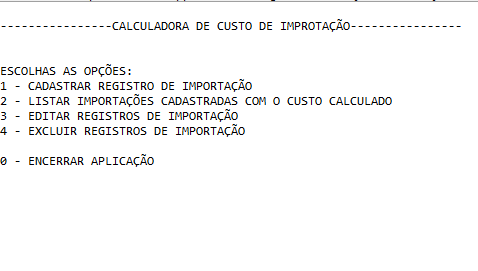 ----------------CALCULADORA DE CUSTO DE IMPROTAÇÃO----------------
ESCOLHAS AS OPÇÕES:
1 - CADASTRAR REGISTRO DE IMPORTAÇÃO
2 - LISTAR IMPORTAÇÕES CADASTRADAS COM O CUSTO CALCULADO
3 - EDITAR REGISTROS DE IMPORTAÇÃO
4 - EXCLUIR REGISTROS DE IMPORTAÇÃO
0 - ENCERRAR APLICAÇÃO